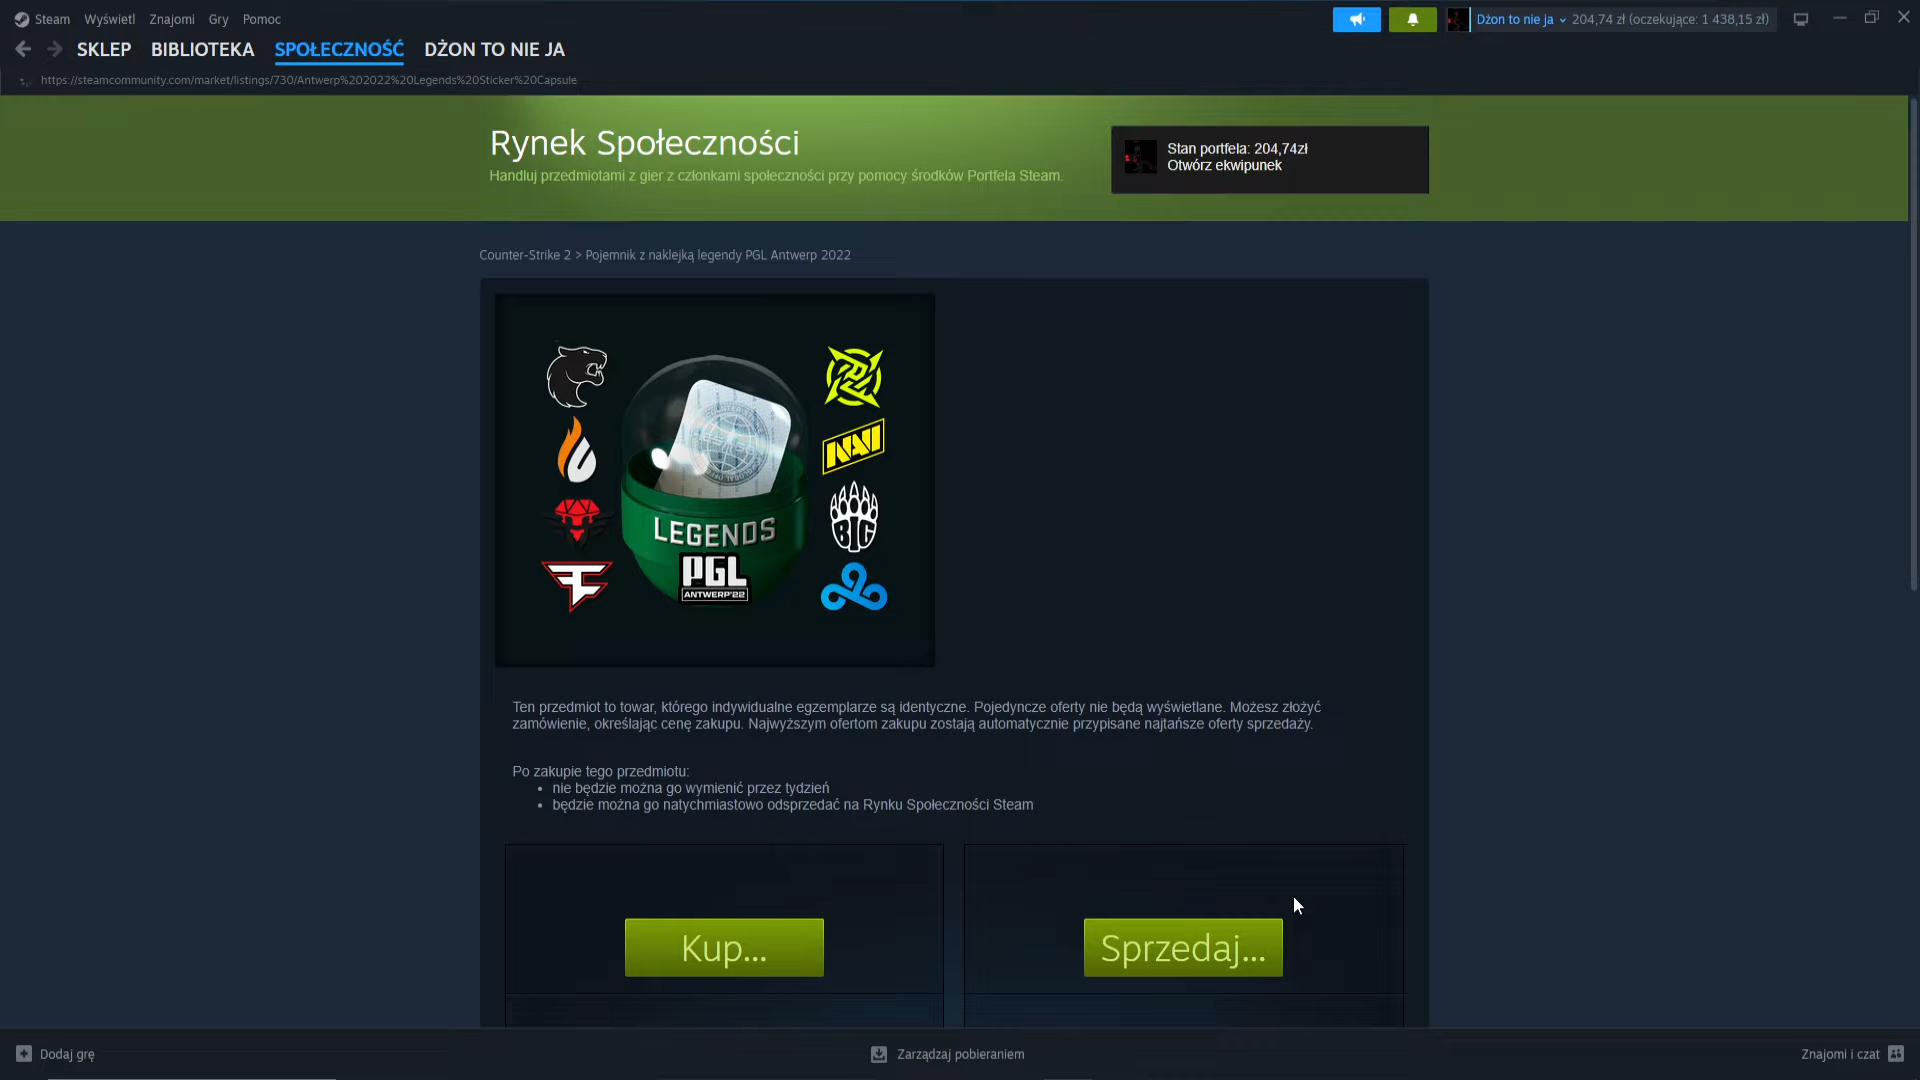 Steam Wyświetl Znajomi Gry Pomoc
Dżon to nie ja 204,74 zł (oczekujące: 1 438,15 zł)
SKLEP BIBLIOTEKA SPOŁECZNOŚĆ DŻON TO NIE JA
https://steamcommunity.com/market/listings/730/Antwerp%202022%20Legends%20Sticker%20Capsule
Rynek Społeczności
Handluj przedmiotami z gier z członkami społeczności przy pomocy środków Portfela Steam.
Stan portfela: 204,74zł
Otwórz ekwipunek
Counter-Strike 2 > Pojemnik z naklejką legendy PGL Antwerp 2022
NAVI
BIG
LEGENDS
PGL
ANTWERP'22
Ten przedmiot to towar, którego indywidualne egzemplarze są identyczne. Pojedyncze oferty nie będą wyświetlane. Możesz złożyć
zamówienie, określając cenę zakupu. Najwyższym ofertom zakupu zostają automatycznie przypisane najtańsze oferty sprzedaży.
Po zakupie tego przedmiotu:
• nie będzie można go wymienić przez tydzień
• będzie można go natychmiastowo odsprzedać na Rynku Społeczności Steam
Kup...
Sprzedaj...
Dodaj grę
Zarządzaj pobieraniem
Znajomi i czat